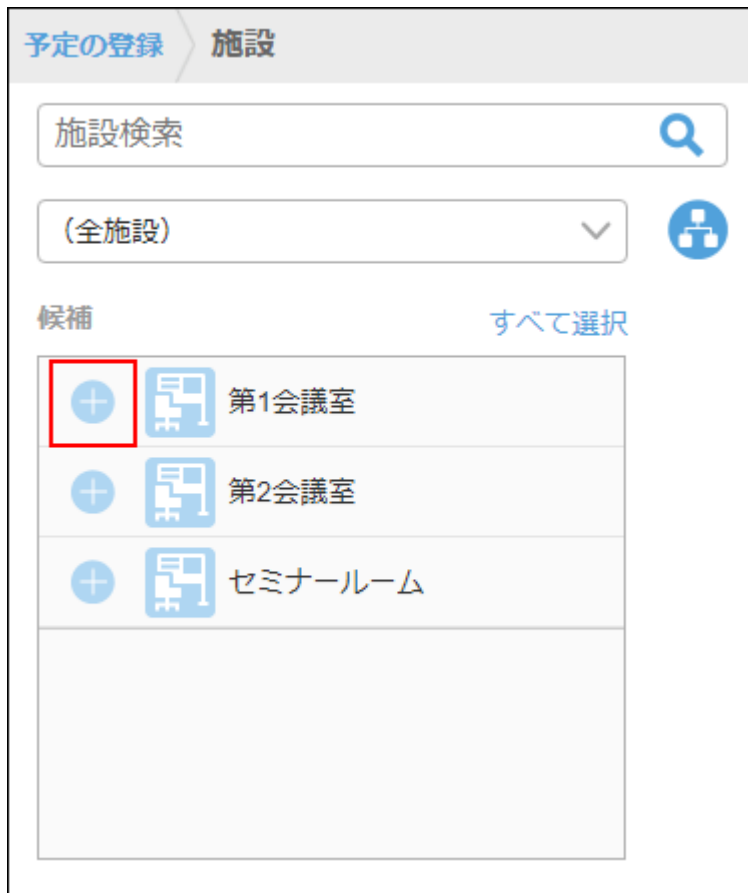 予定の登録 施設
施設検索
(全施設)
候補 すべて選択
第1会議室
第2会議室
セミナールーム